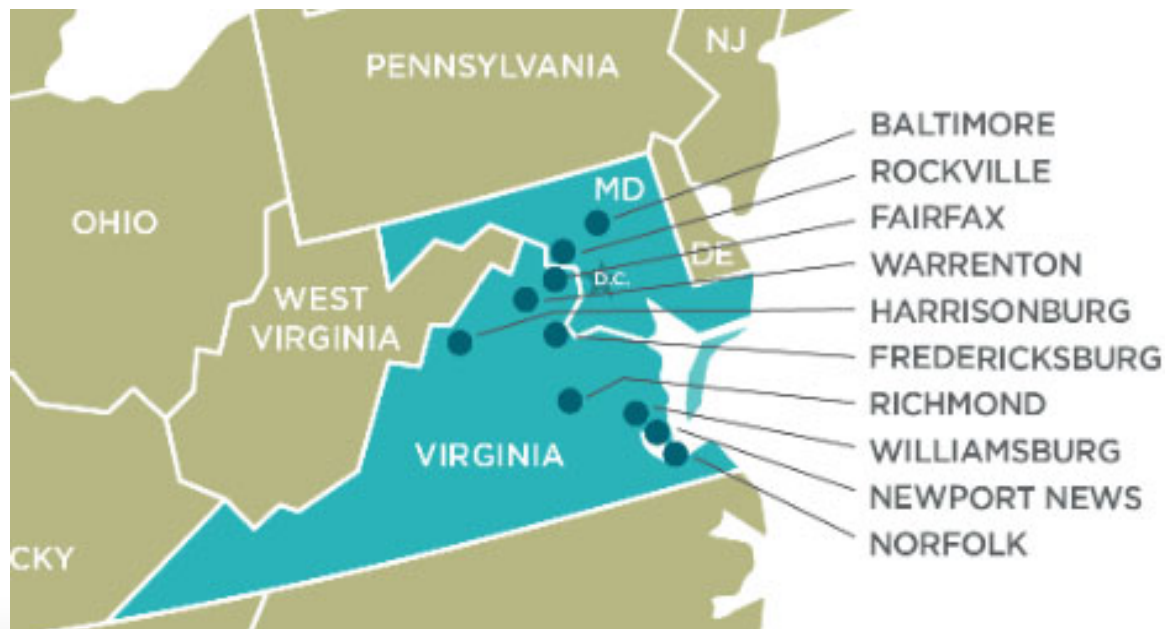 PENNSYLVANIA
NJ
OHIO
MD
DE
D.C.
WEST
VIRGINIA
VIRGINIA
CKY
BALTIMORE
ROCKVILLE
FAIRFAX
WARRENTON
HARRISONBURG
FREDERICKSBURG
RICHMOND
WILLIAMSBURG
NEWPORT NEWS
NORFOLK